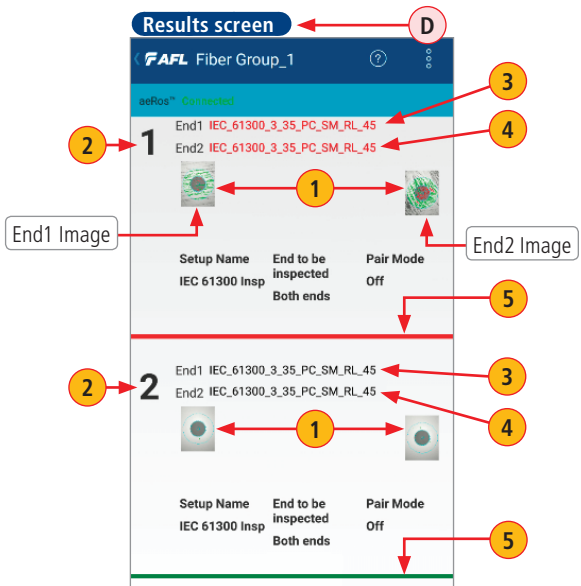 Results screen
D
AFL Fiber Group_1
?
aeRos™ Connected
3
End1 IEC_61300_3_35_PC_SM_RL_45
4
2
1
End2 IEC_61300_3_35_PC_SM_RL_45
1
End1 Image
End2 Image
Setup Name End to be inspected Pair Mode
IEC 61300 Insp Both ends Off
5
End1 IEC_61300_3_35_PC_SM_RL_45
3
2
2
End2 IEC_61300_3_35_PC_SM_RL_45
4
1
Setup Name End to be inspected Pair Mode
IEC 61300 Insp Both ends Off
5